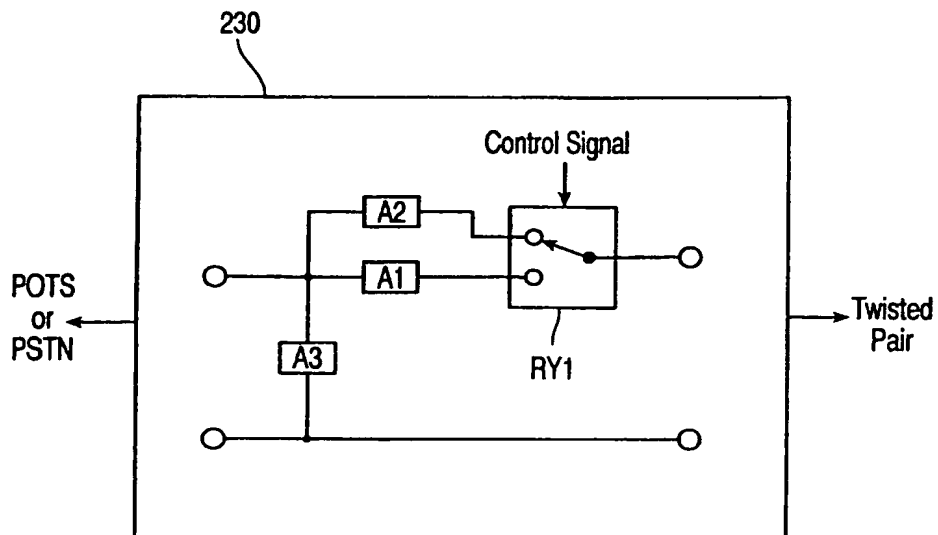 230
Control Signal
A2
A1
POTS
or
PSTN
A3
RY1
Twisted
Pair